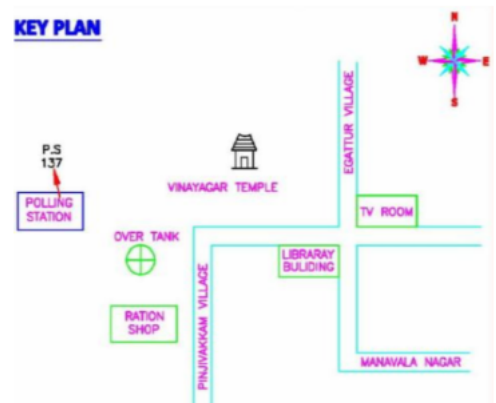 KEY PLAN
N
W
E
S
P.S
137
POLLING
STATION
VINAYAGAR TEMPLE
EGATTUR VILLAGE
TV ROOM
OVER TANK
LIBRARAY
BULIDING
RATION
SHOP
PINJIVAKKAM VILLAGE
MANAVALA NAGAR